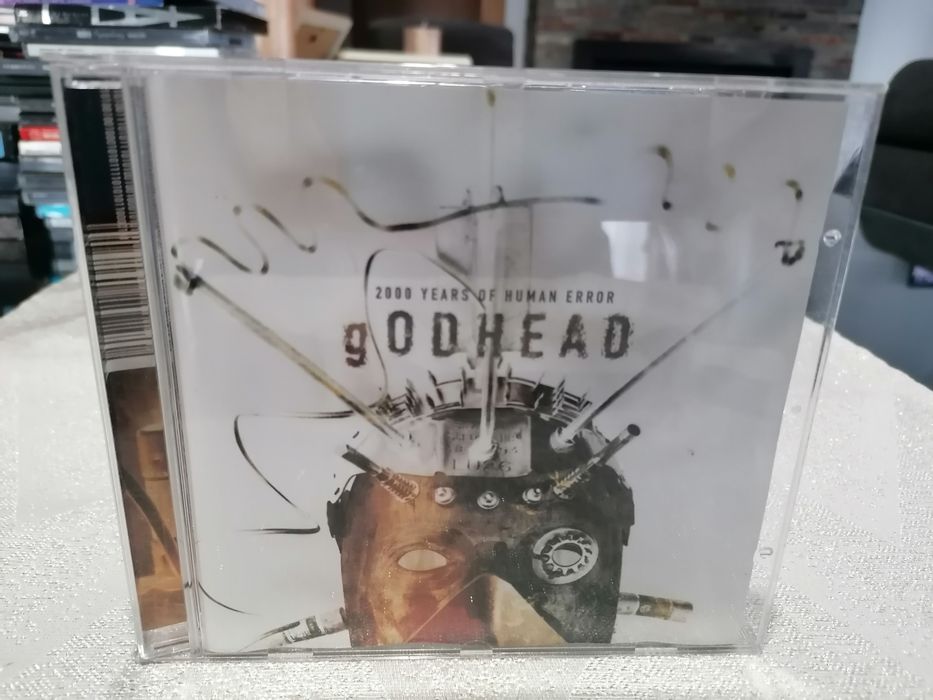 2000 YEARS OF HUMAN ERROR
gODHEAD